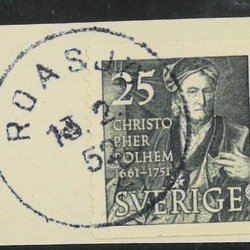 ROASJÖ
25
CHRISTO
PHER
POLHEM
1661-1751
SVERIGE